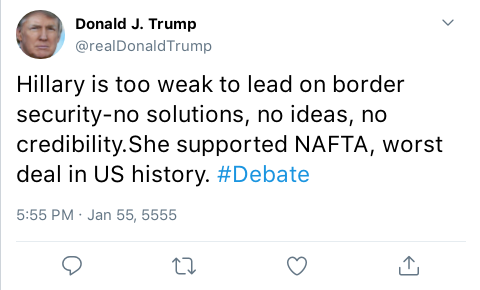 Donald J. Trump
@realDonaldTrump
Hillary is too weak to lead on border
security-no solutions, no ideas, no
credibility.She supported NAFTA, worst
deal in US history. #Debate
5:55 PM · Jan 55, 5555